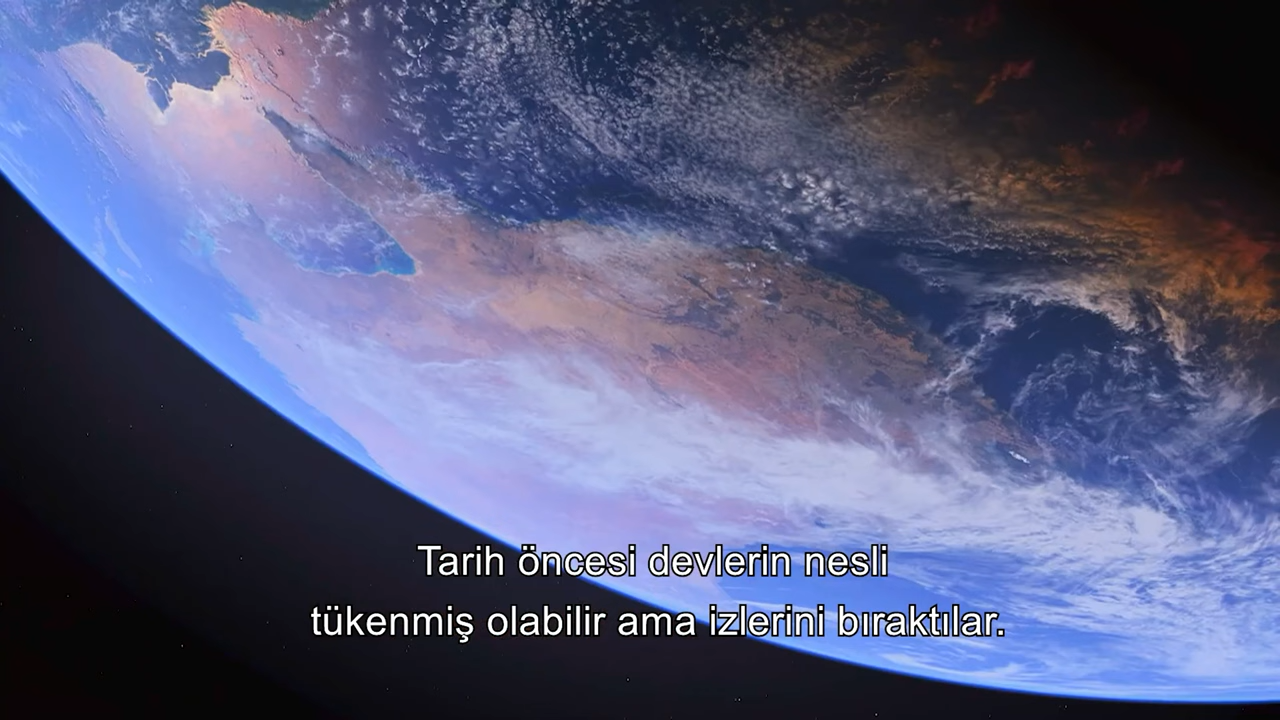 Tarih öncesi devlerin nesli
tükenmiş olabilir ama izlerini bıraktılar.